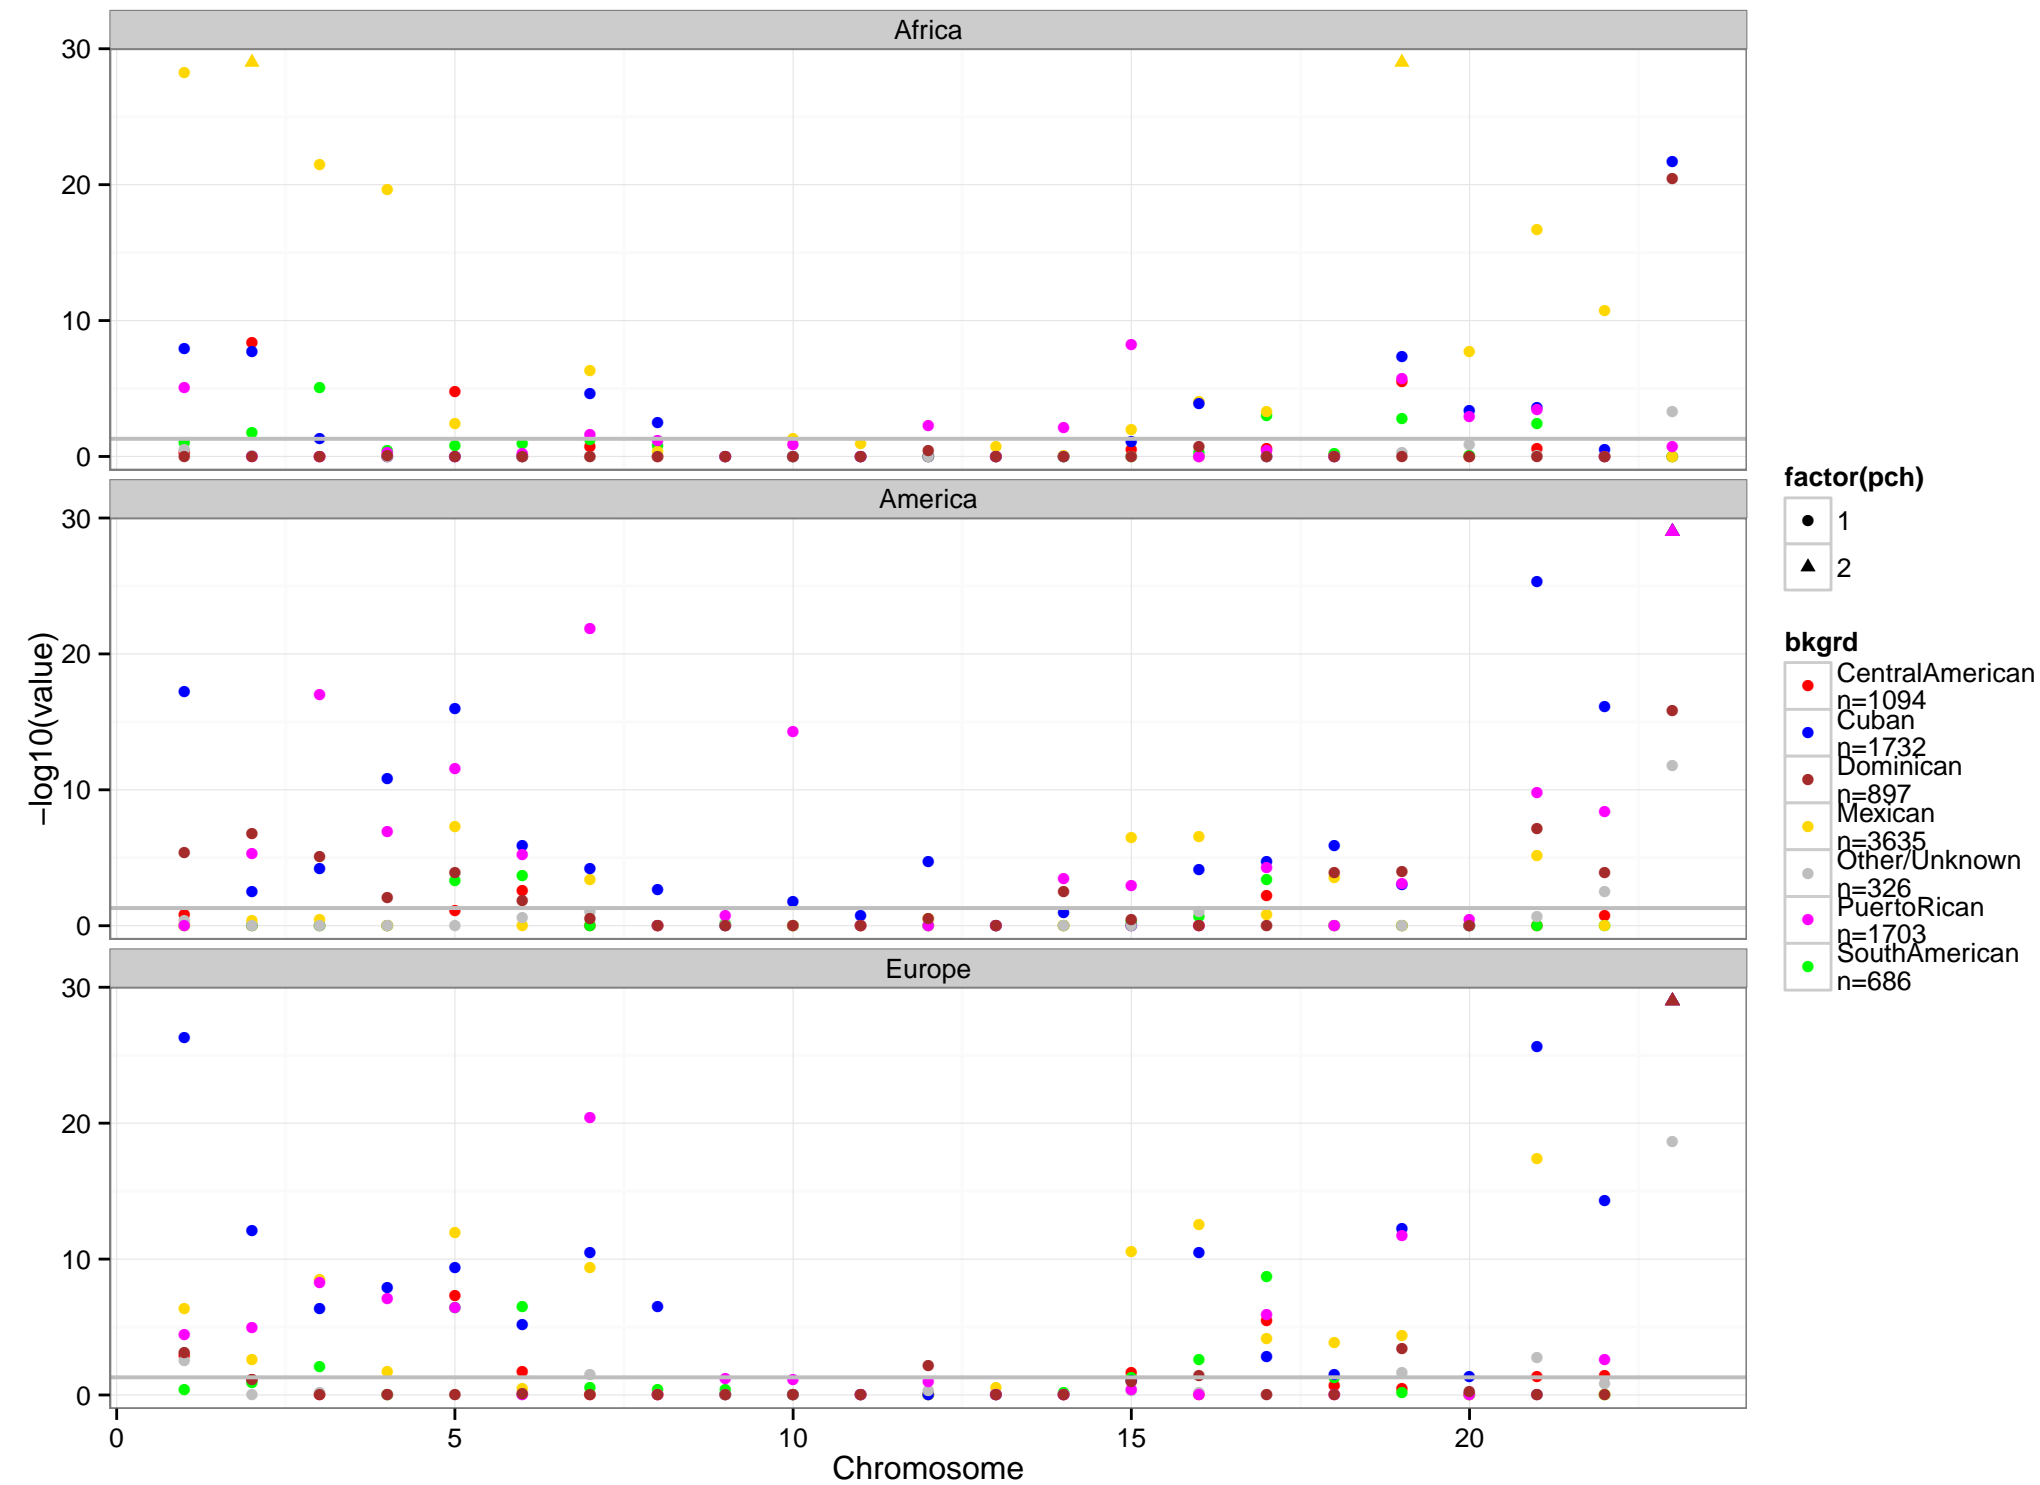 Africa
30
20
10
0
America
30
20
10
0
Europe
30
20
10
0
0 5 10 15 20
Chromosome
−log10(value)
factor(pch)
1
2
bkgrd
CentralAmerican
n=1094
Cuban
n=1732
Dominican
n=897
Mexican
n=3635
Other/Unknown
n=326
PuertoRican
n=1703
SouthAmerican
n=686